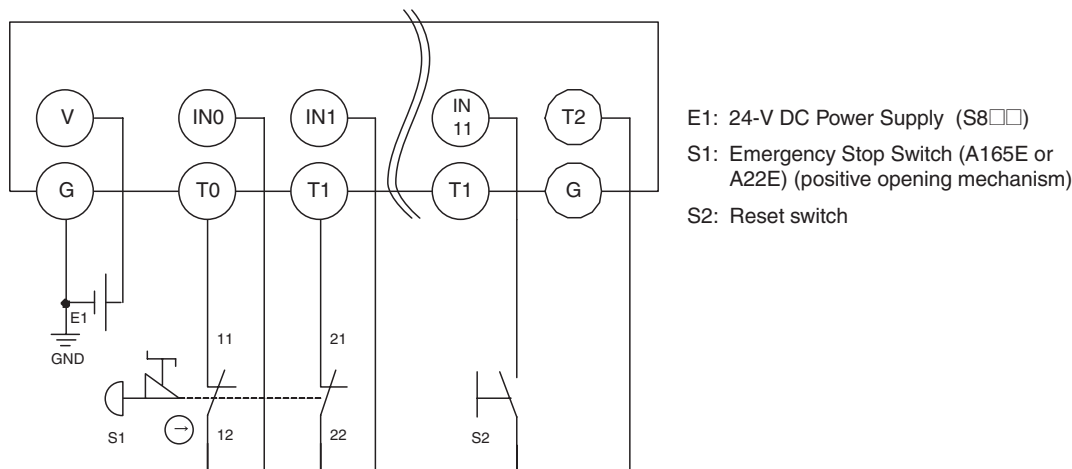 V
IN0
IN1
IN
11
T2
G
T0
T1
T1
G
E1
GND
11
21
S1
12
22
S2
E1: 24-V DC Power Supply (S8□□)
S1: Emergency Stop Switch (A165E or
A22E) (positive opening mechanism)
S2: Reset switch